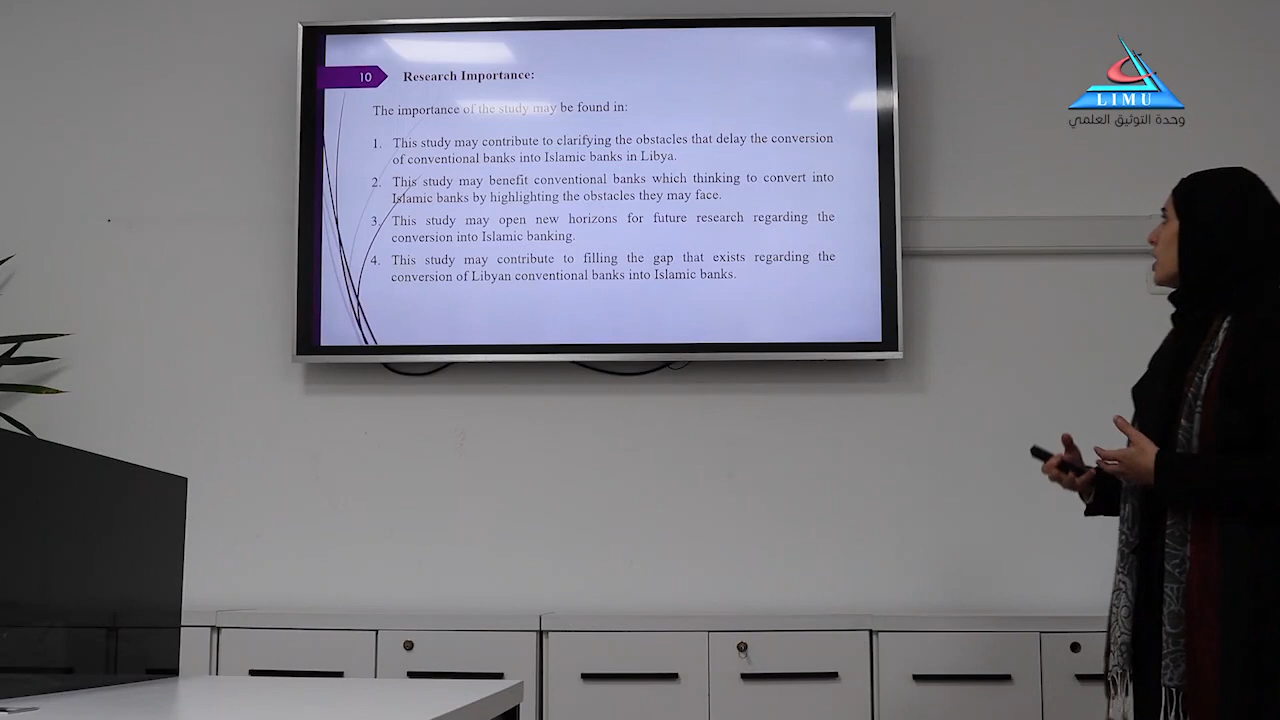 10
Research Importance:
The importance of the study may be found in:
1. This study may contribute to clarifying the obstacles that delay the conversion
of conventional banks into Islamic banks in Libya.
2. This study may benefit conventional banks which thinking to convert into
Islamic banks by highlighting the obstacles they may face.
3. This study may open new horizons for future research regarding the
conversion into Islamic banking.
4. This study may contribute to filling the gap that exists regarding the
conversion of Libyan conventional banks into Islamic banks.
LIMU
وحدة التوثيق العلمي